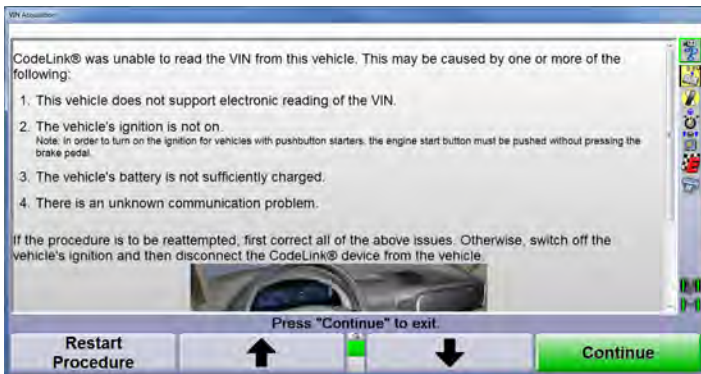 VIN Acquisition
CodeLink® was unable to read the VIN from this vehicle. This may be caused by one or more of the
following:
1. This vehicle does not support electronic reading of the VIN.
2. The vehicle's ignition is not on.
Note: In order to turn on the ignition for vehicles with pushbutton starters, the engine start button must be pushed without pressing the
brake pedal.
3. The vehicle's battery is not sufficiently charged.
4. There is an unknown communication problem.
If the procedure is to be reattempted, first correct all of the above issues. Otherwise, switch off the
vehicle's ignition and then disconnect the CodeLink® device from the vehicle.
Press "Continue" to exit.
Restart
Procedure
Continue